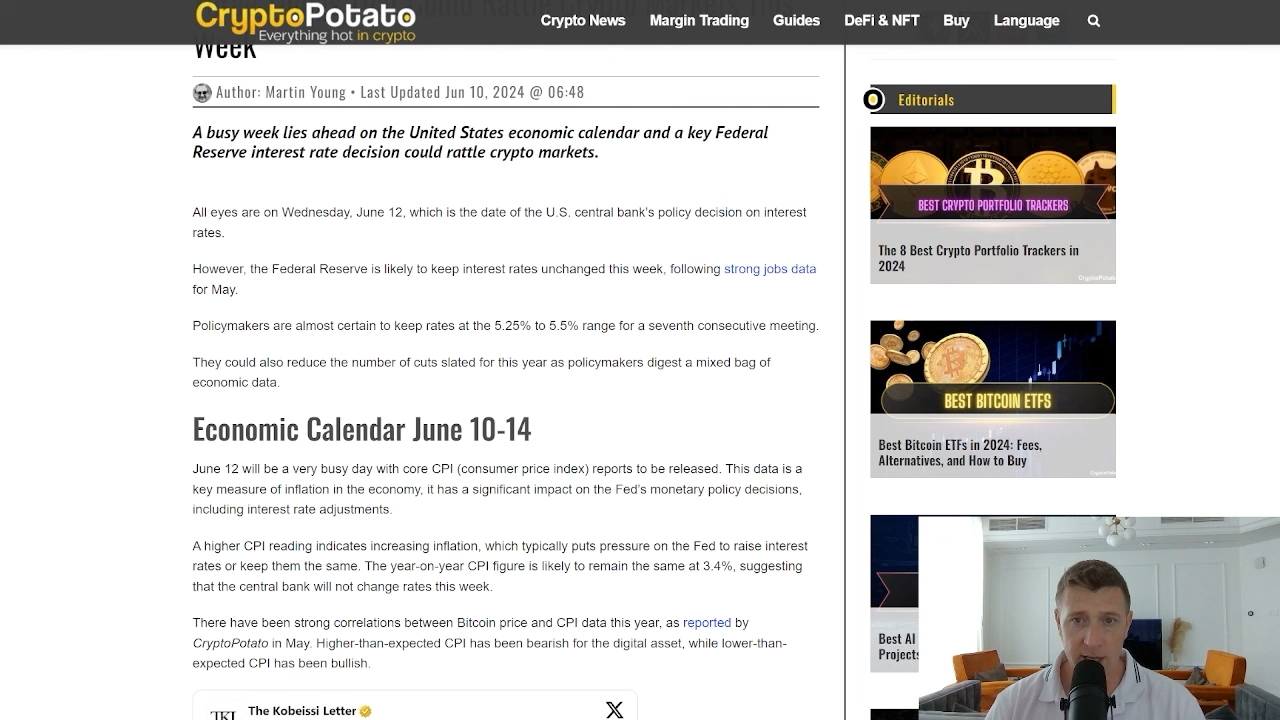 CryptoPotato
Everything hot in crypto
Crypto News
Margin Trading
Guides
DeFi & NFT
Buy
Language
Could Rattle Crypto Markets This
Week
Author: Martin Young • Last Updated Jun 10, 2024 @ 06:48
A busy week lies ahead on the United States economic calendar and a key Federal
Reserve interest rate decision could rattle crypto markets.
All eyes are on Wednesday, June 12, which is the date of the U.S. central bank's policy decision on interest
rates.
However, the Federal Reserve is likely to keep interest rates unchanged this week, following strong jobs data
for May.
Policymakers are almost certain to keep rates at the 5.25% to 5.5% range for a seventh consecutive meeting.
They could also reduce the number of cuts slated for this year as policymakers digest a mixed bag of
economic data.
Economic Calendar June 10-14
June 12 will be a very busy day with core CPI (consumer price index) reports to be released. This data is a
key measure of inflation in the economy, it has a significant impact on the Fed's monetary policy decisions,
including interest rate adjustments.
A higher CPI reading indicates increasing inflation, which typically puts pressure on the Fed to raise interest
rates or keep them the same. The year-on-year CPI figure is likely to remain the same at 3.4%, suggesting
that the central bank will not change rates this week.
There have been strong correlations between Bitcoin price and CPI data this year, as reported by
CryptoPotato in May. Higher-than-expected CPI has been bearish for the digital asset, while lower-than-
expected CPI has been bullish.
TKL
The Kobeissi Letter
Editorials
BEST CRYPTO PORTFOLIO TRACKERS
The 8 Best Crypto Portfolio Trackers in
2024
BEST BITCOIN ETFS
Best Bitcoin ETFs in 2024: Fees,
Alternatives, and How to Buy
Best AI
Projects